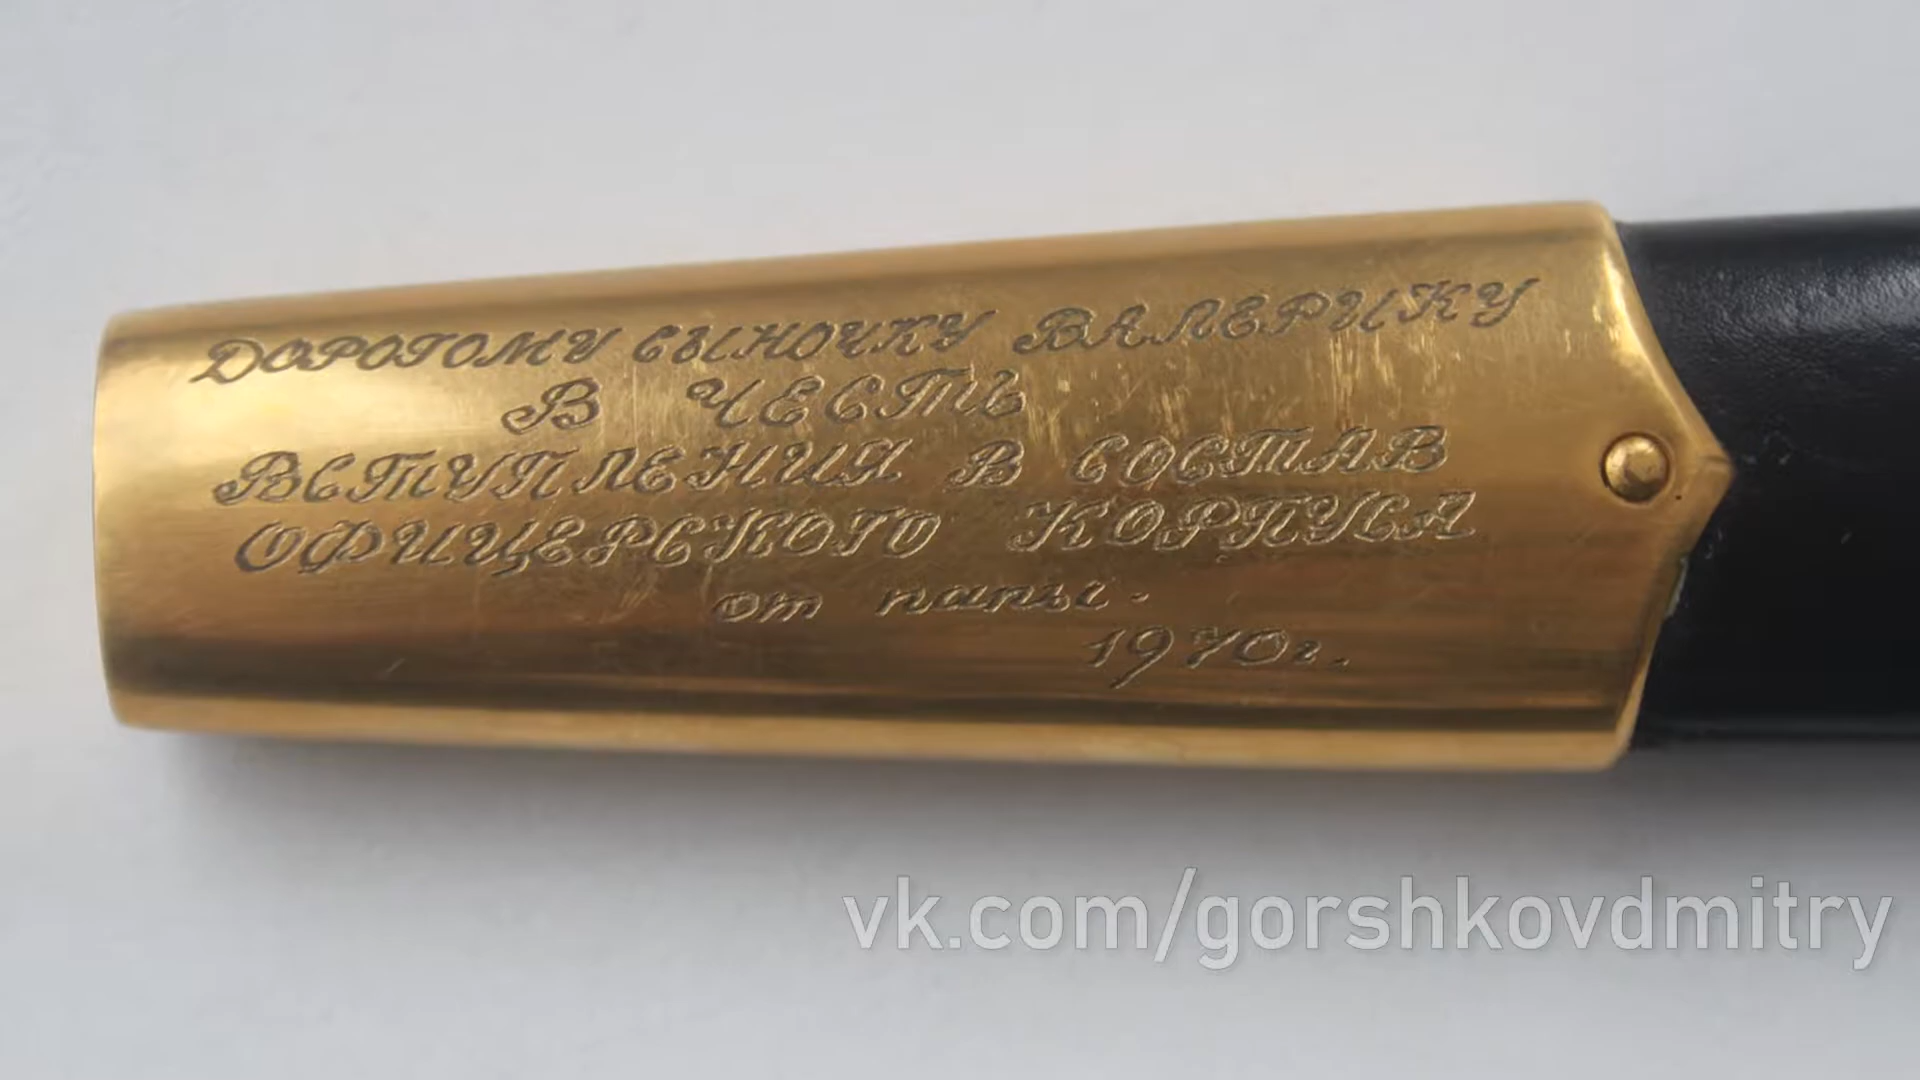 ДОРОГОМУ СЫНОЧКУ ВАЛЕРИКУ
В ЧЕСТЬ
ВСТУПЛЕНИЯ В СОСТАВ
ОФИЦЕРСКОГО КОРПУСА
от папы.
1970г.
vk.com/gorshkovdmitry